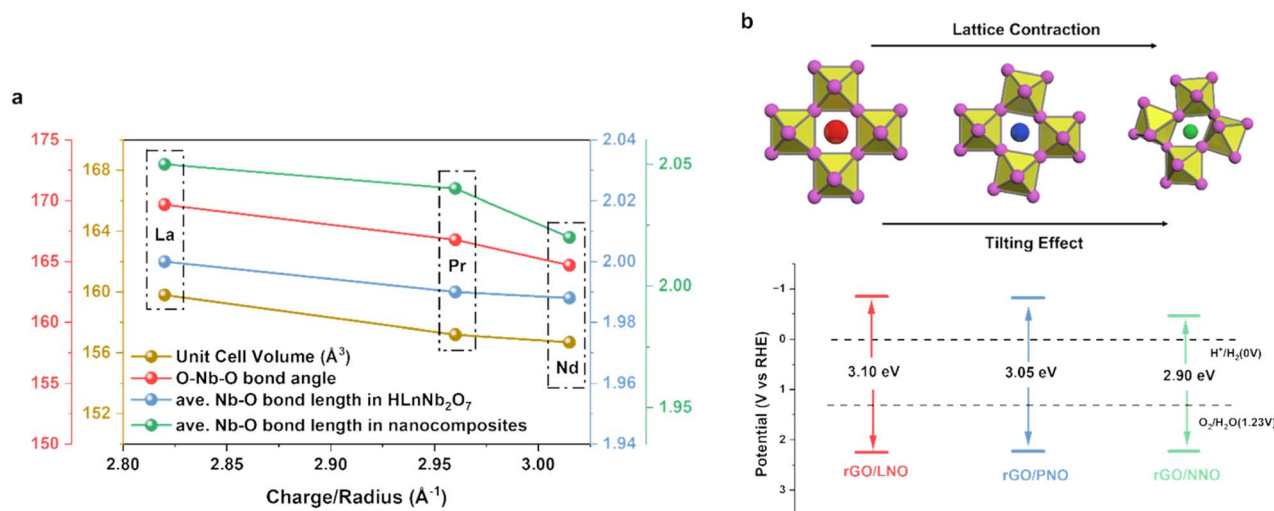 a
175
170
165
160
155
150
168
164
160
156
152
2.04
2.02
2.00
1.98
1.96
1.94
2.05
2.00
1.95
La
Pr
Nd
Unit Cell Volume (Å³)
O-Nb-O bond angle
ave. Nb-O bond length in HLnNb₂O₇
ave. Nb-O bond length in nanocomposites
2.80 2.85 2.90 2.95 3.00
Charge/Radius (Å⁻¹)
b
Lattice Contraction
Tilting Effect
Potential (V vs RHE)
−1
0
1
2
3
H⁺/H₂(0V)
3.10 eV 3.05 eV 2.90 eV
O₂/H₂O(1.23V)
rGO/LNO rGO/PNO rGO/NNO